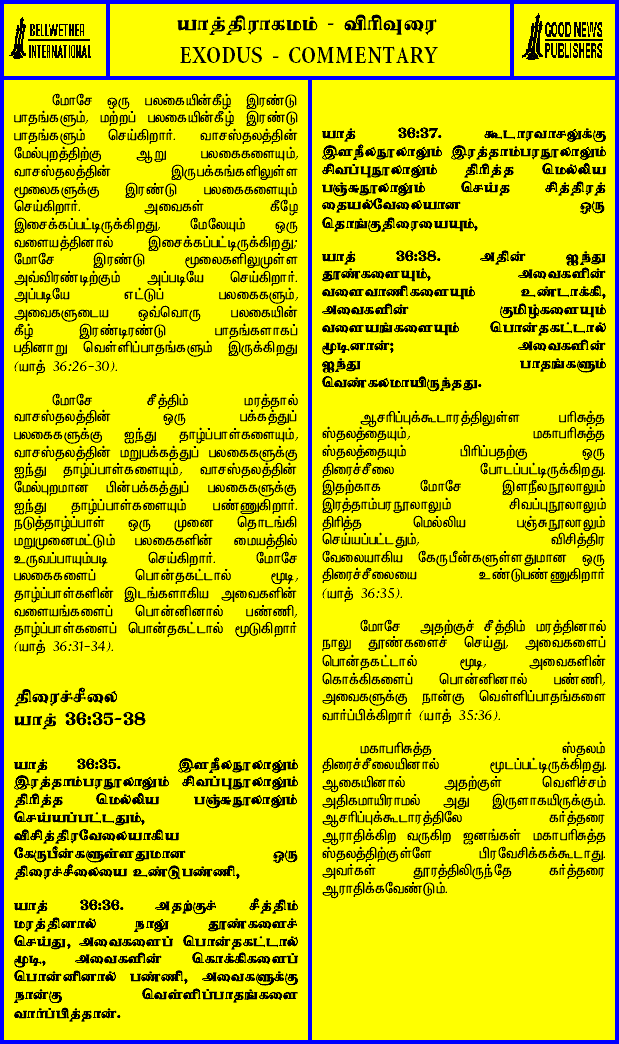 BELLWETHER
INTERNATIONAL
யாத்திராகமம் - விரிவுரை
EXODUS - COMMENTARY
GOOD NEWS
PUBLISHERS
மோசே ஒரு பலகையின்கீழ் இரண்டு
பாதங்களும், மற்றப் பலகையின்கீழ் இரண்டு
பாதங்களும் செய்கிறார். வாசஸ்தலத்தின்
மேல்புறத்திற்கு ஆறு பலகைகளையும்,
வாசஸ்தலத்தின் இருபக்கங்களிலுள்ள
மூலைகளுக்கு இரண்டு பலகைகளையும்
செய்கிறார். அவைகள் கீழே
இசைக்கப்பட்டிருக்கிறது, மேலேயும் ஒரு
வளையத்தினால் இசைக்கப்பட்டிருக்கிறது;
மோசே இரண்டு மூலைகளிலுமுள்ள
அவ்விரண்டிற்கும் அப்படியே செய்கிறார்.
அப்படியே எட்டுப் பலகைகளும்,
அவைகளுடைய ஒவ்வொரு பலகையின்
கீழ் இரண்டிரண்டு பாதங்களாகப்
பதினாறு வெள்ளிப்பாதங்களும் இருக்கிறது
(யாத் 36:26-30).
மோசே சீத்திம் மரத்தால்
வாசஸ்தலத்தின் ஒரு பக்கத்துப்
பலகைகளுக்கு ஐந்து தாழ்ப்பாள்களையும்,
வாசஸ்தலத்தின் மறுபக்கத்துப் பலகைகளுக்கு
ஐந்து தாழ்ப்பாள்களையும், வாசஸ்தலத்தின்
மேல்புறமான பின்பக்கத்துப் பலகைகளுக்கு
ஐந்து தாழ்ப்பாள்களையும் பண்ணுகிறார்.
நடுத்தாழ்ப்பாள் ஒரு முனை தொடங்கி
மறுமுனைமட்டும் பலகைகளின் மையத்தில்
உருவப்பாயும்படி செய்கிறார். மோசே
பலகைகளைப் பொன்தகட்டால் மூடி,
தாழ்ப்பாள்களின் இடங்களாகிய அவைகளின்
வளையங்களைப் பொன்னினால் பண்ணி,
தாழ்ப்பாள்களைப் பொன்தகட்டால் மூடுகிறார்
(யாத் 36:31-34).
திரைச்சீலை
யாத் 36:35-38
யாத் 36:35. இளநீலநூலாலும்
இரத்தாம்பரநூலாலும் சிவப்புநூலாலும்
திரித்த மெல்லிய பஞ்சுநூலாலும்
செய்யப்பட்டதும்,
விசித்திரவேலையாகிய
கேருபீன்களுள்ளதுமான ஒரு
திரைச்சீலையை உண்டுபண்ணி,
யாத் 36:36. அதற்குச் சீத்திம்
மரத்தினால் நாலு தூண்களைச்
செய்து, அவைகளைப் பொன்தகட்டால்
மூடி, அவைகளின் கொக்கிகளைப்
பொன்னினால் பண்ணி, அவைகளுக்கு
நான்கு வெள்ளிப்பாதங்களை
வார்ப்பித்தான்.
யாத் 36:37. கூடாரவாசலுக்கு
இளநீலநூலாலும் இரத்தாம்பரநூலாலும்
சிவப்புநூலாலும் திரித்த மெல்லிய
பஞ்சுநூலாலும் செய்த சித்திரத்
தையல்வேலையான ஒரு
தொங்குதிரையையும்,
யாத் 36:38. அதின் ஐந்து
தூண்களையும், அவைகளின்
வளைவாணிகளையும் உண்டாக்கி,
அவைகளின் குமிழ்களையும்
வளையங்களையும் பொன்தகட்டால்
மூடினான்; அவைகளின்
ஐந்து பாதங்களும்
வெண்கலமாயிருந்தது.
ஆசரிப்புக்கூடாரத்திலுள்ள பரிசுத்த
ஸ்தலத்தையும், மகாபரிசுத்த
ஸ்தலத்தையும் பிரிப்பதற்கு ஒரு
திரைச்சீலை போடப்பட்டிருக்கிறது.
இதற்காக மோசே இளநீலநூலாலும்
இரத்தாம்பரநூலாலும் சிவப்புநூலாலும்
திரித்த மெல்லிய பஞ்சுநூலாலும்
செய்யப்பட்டதும், விசித்திர
வேலையாகிய கேருபீன்களுள்ளதுமான ஒரு
திரைச்சீலையை உண்டுபண்ணுகிறார்
(யாத் 36:35).
மோசே அதற்குச் சீத்திம் மரத்தினால்
நாலு தூண்களைச் செய்து, அவைகளைப்
பொன்தகட்டால் மூடி, அவைகளின்
கொக்கிகளைப் பொன்னினால் பண்ணி,
அவைகளுக்கு நான்கு வெள்ளிப்பாதங்களை
வார்ப்பிக்கிறார் (யாத் 35:36).
மகாபரிசுத்த ஸ்தலம்
திரைச்சீலையினால் மூடப்பட்டிருக்கிறது.
ஆகையினால் அதற்குள் வெளிச்சம்
அதிகமாயிராமல் அது இருளாகயிருக்கும்.
ஆசரிப்புக்கூடாரத்திலே கர்த்தரை
ஆராதிக்கிற வருகிற ஜனங்கள் மகாபரிசுத்த
ஸ்தலத்திற்குள்ளே பிரவேசிக்கக்கூடாது.
அவர்கள் தூரத்திலிருந்தே கர்த்தரை
ஆராதிக்கவேண்டும்.